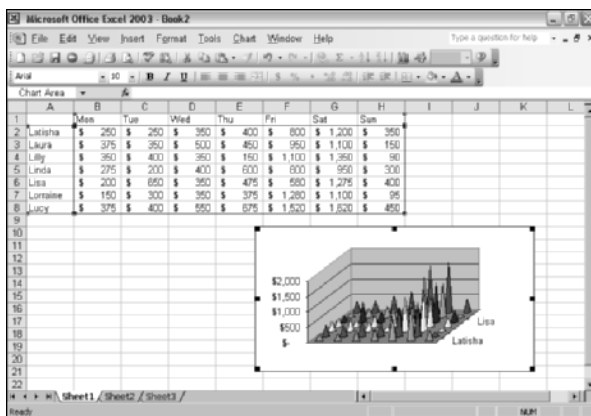 Microsoft Office Excel 2003 - Book2
File Edit View Insert Format Tools Chart Window Help Type a question for help
Arial 10 B I U $ %
Chart Area fx
A B C D E F G H I J K L
1 Mon Tue Wed Thu Fri Sat Sun
2 Latisha $ 250 $ 250 $ 350 $ 400 $ 800 $ 1,200 $ 350
3 Laura $ 375 $ 350 $ 500 $ 450 $ 950 $ 1,100 $ 150
4 Lilly $ 350 $ 400 $ 350 $ 150 $ 1,100 $ 1,350 $ 90
5 Linda $ 275 $ 200 $ 400 $ 600 $ 800 $ 950 $ 300
6 Lisa $ 200 $ 650 $ 350 $ 475 $ 580 $ 1,275 $ 400
7 Lorraine $ 150 $ 300 $ 350 $ 375 $ 1,280 $ 1,100 $ 95
8 Lucy $ 375 $ 400 $ 550 $ 675 $ 1,520 $ 1,620 $ 450
9
10
11
12
13
14
15
16
17
18
19
20
21
22
$2,000
$1,500
$1,000
$500
$-
Lisa
Latisha
Sheet1 Sheet2 Sheet3
Ready NUM